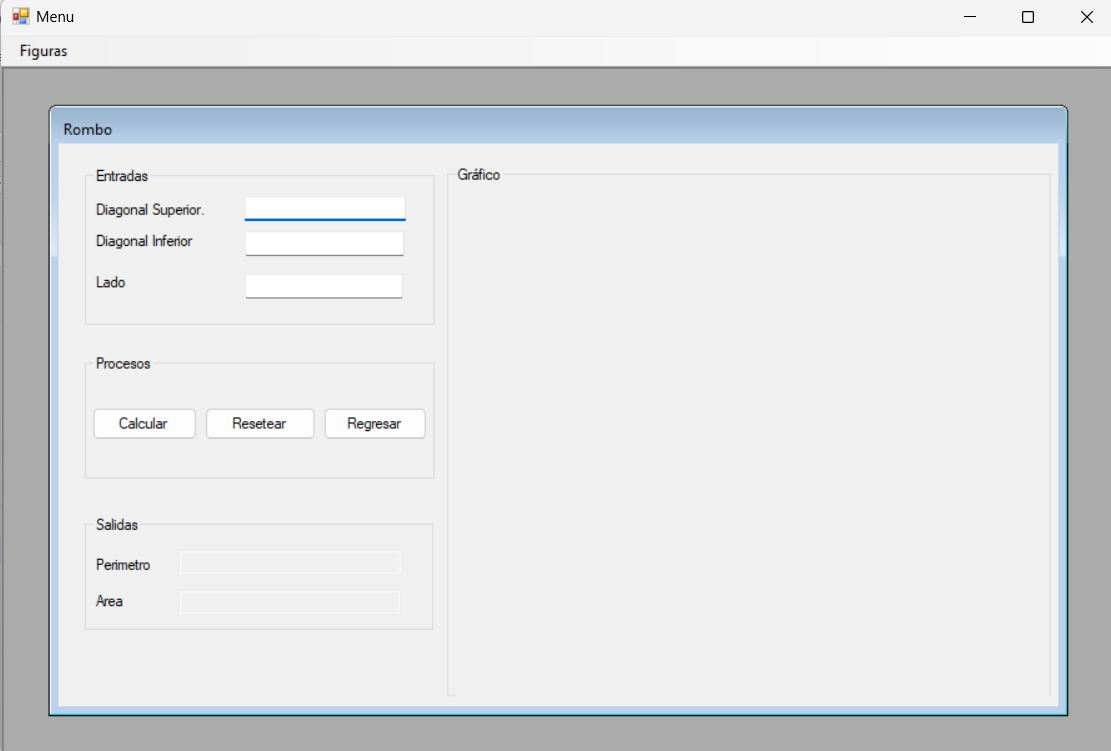 Menu
Figuras
Rombo
Entradas
Diagonal Superior.
Diagonal Inferior
Lado
Procesos
Calcular Resetear Regresar
Salidas
Perimetro
Area
Gráfico